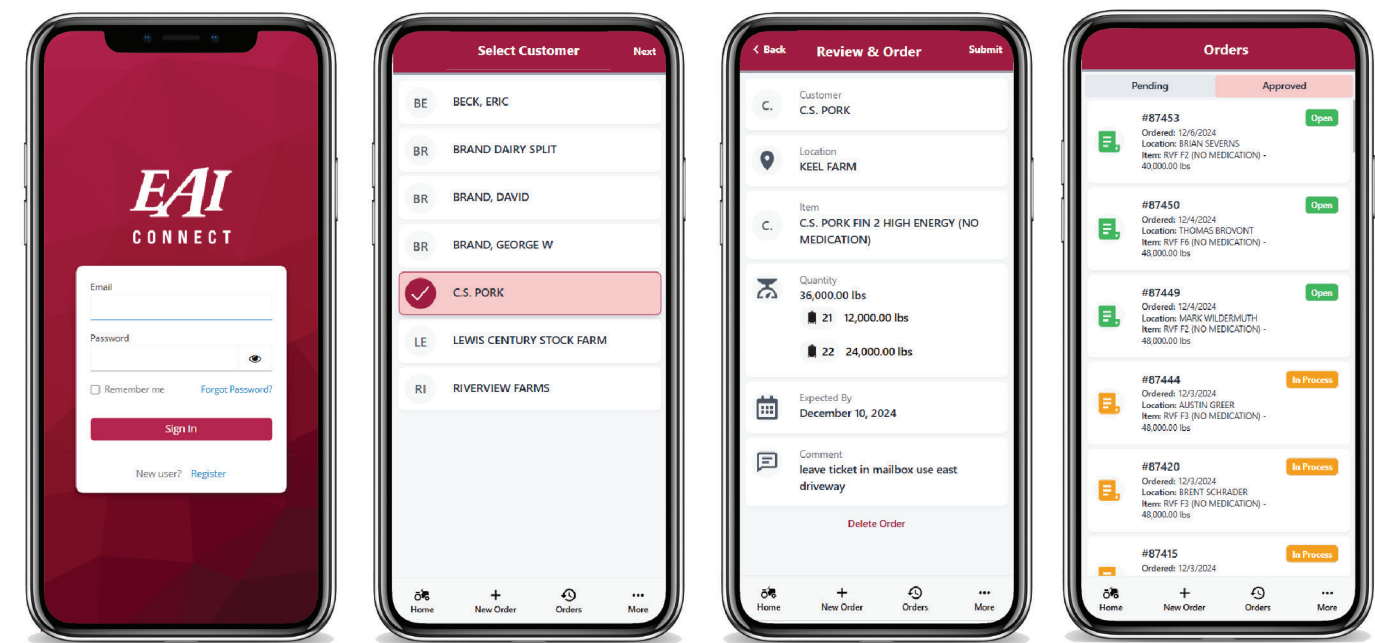 EAI
CONNECT
Email
Password
Remember me
Forgot Password?
Sign In
New user? Register
Select Customer
Next
BE BECK, ERIC
BR BRAND DAIRY SPLIT
BR BRAND, DAVID
BR BRAND, GEORGE W
C.S. PORK
LE LEWIS CENTURY STOCK FARM
RI RIVERVIEW FARMS
Home
New Order
Orders
More
< Back
Review & Order
Submit
C.
Customer
C.S. PORK
Location
KEEL FARM
C.
Item
C.S. PORK FIN 2 HIGH ENERGY (NO
MEDICATION)
Quantity
36,000.00 lbs
21 12,000.00 lbs
22 24,000.00 lbs
Expected By
December 10, 2024
Comment
leave ticket in mailbox use east
driveway
Delete Order
Home
New Order
Orders
More
Orders
Pending
Approved
#87453
Open
Ordered: 12/6/2024
Location: BRIAN SEVERNS
Item: RVF F2 (NO MEDICATION) -
40,000.00 lbs
#87450
Open
Ordered: 12/4/2024
Location: THOMAS BROVONT
Item: RVF F6 (NO MEDICATION) -
48,000.00 lbs
#87449
Open
Ordered: 12/4/2024
Location: MARK WILDERMUTH
Item: RVF F2 (NO MEDICATION) -
48,000.00 lbs
#87444
In Process
Ordered: 12/3/2024
Location: AUSTIN GREER
Item: RVF F3 (NO MEDICATION) -
48,000.00 lbs
#87420
In Process
Ordered: 12/3/2024
Location: BRENT SCHRADER
Item: RVF F3 (NO MEDICATION) -
48,000.00 lbs
#87415
In Process
Ordered: 12/3/2024
Home
New Order
Orders
More